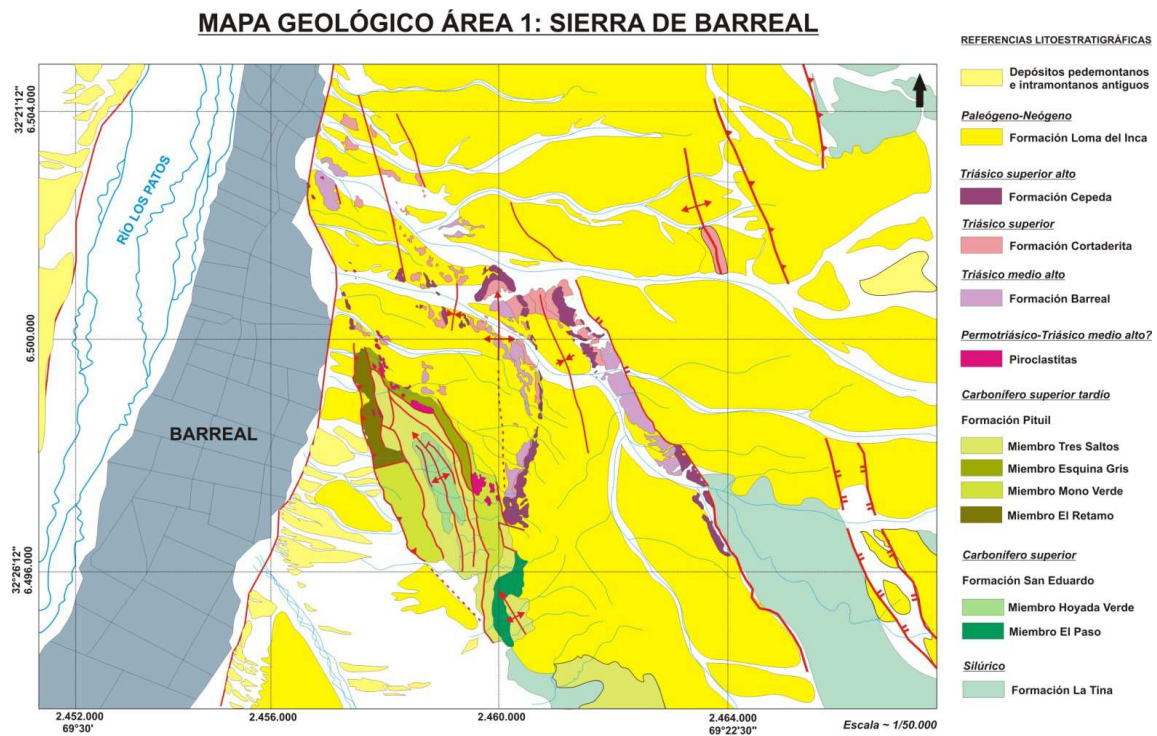 MAPA GEOLÓGICO ÁREA 1: SIERRA DE BARREAL
REFERENCIAS LITOESTRATIGRÁFICAS
Depósitos pedemontanos
e intramontanos antiguos
Paleógeno-Neógeno
Formación Loma del Inca
Triásico superior alto
Formación Cepeda
Triásico superior
Formación Cortaderita
Triásico medio alto
Formación Barreal
Permotriásico-Triásico medio alto?
Piroclastitas
Carbonífero superior tardío
Formación Pituil
Miembro Tres Saltos
Miembro Esquina Gris
Miembro Mono Verde
Miembro El Retamo
Carbonífero superior
Formación San Eduardo
Miembro Hoyada Verde
Miembro El Paso
Silúrico
Formación La Tina
32°21'12"
6.504.000
6.500.000
32°26'12"
6.496.000
RÍO LOS PATOS
BARREAL
2.452.000
69°30'
2.456.000
2.460.000
2.464.000
69°22'30"
Escala ~ 1/50.000